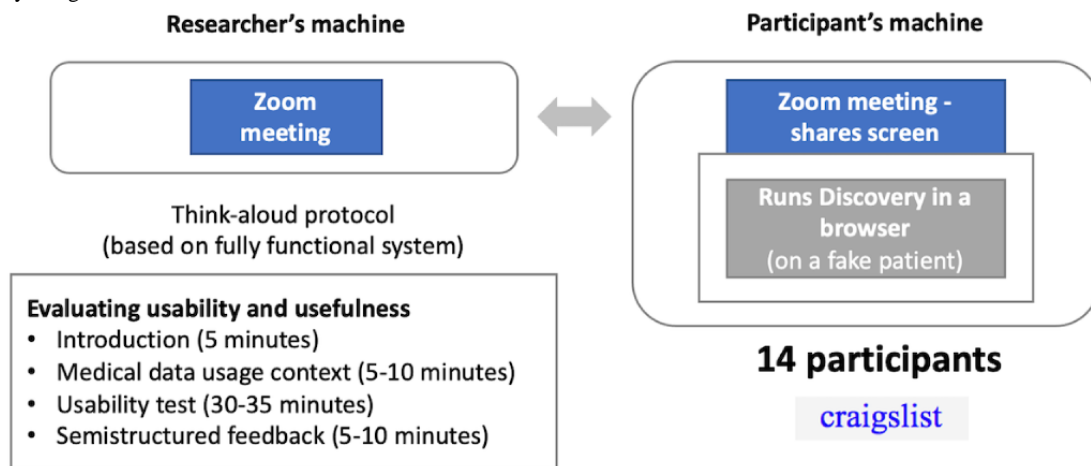 Researcher's machine
Participant's machine
Zoom
meeting
Zoom meeting -
shares screen
Runs Discovery in a
browser
(on a fake patient)
Think-aloud protocol
(based on fully functional system)
Evaluating usability and usefulness
• Introduction (5 minutes)
• Medical data usage context (5-10 minutes)
• Usability test (30-35 minutes)
• Semistructured feedback (5-10 minutes)
14 participants
craigslist